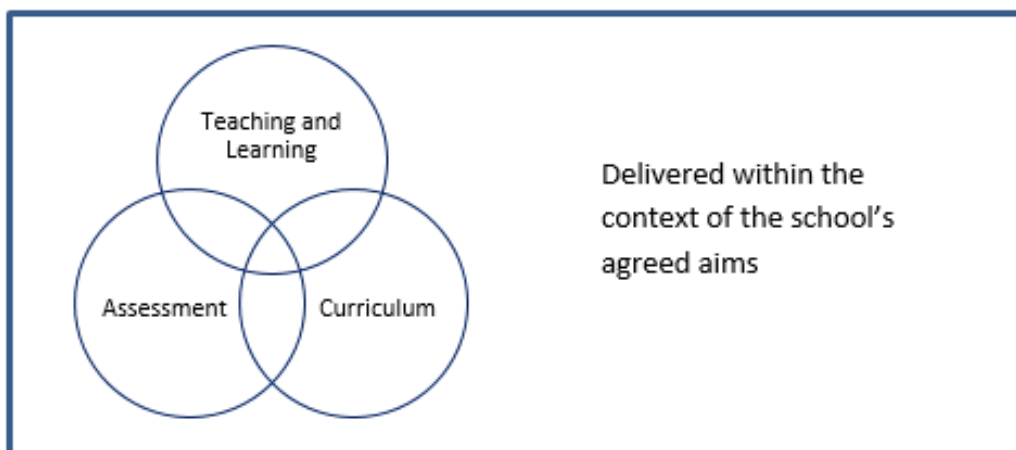 Teaching and
Learning
Delivered within the
context of the school’s
agreed aims
Assessment
Curriculum